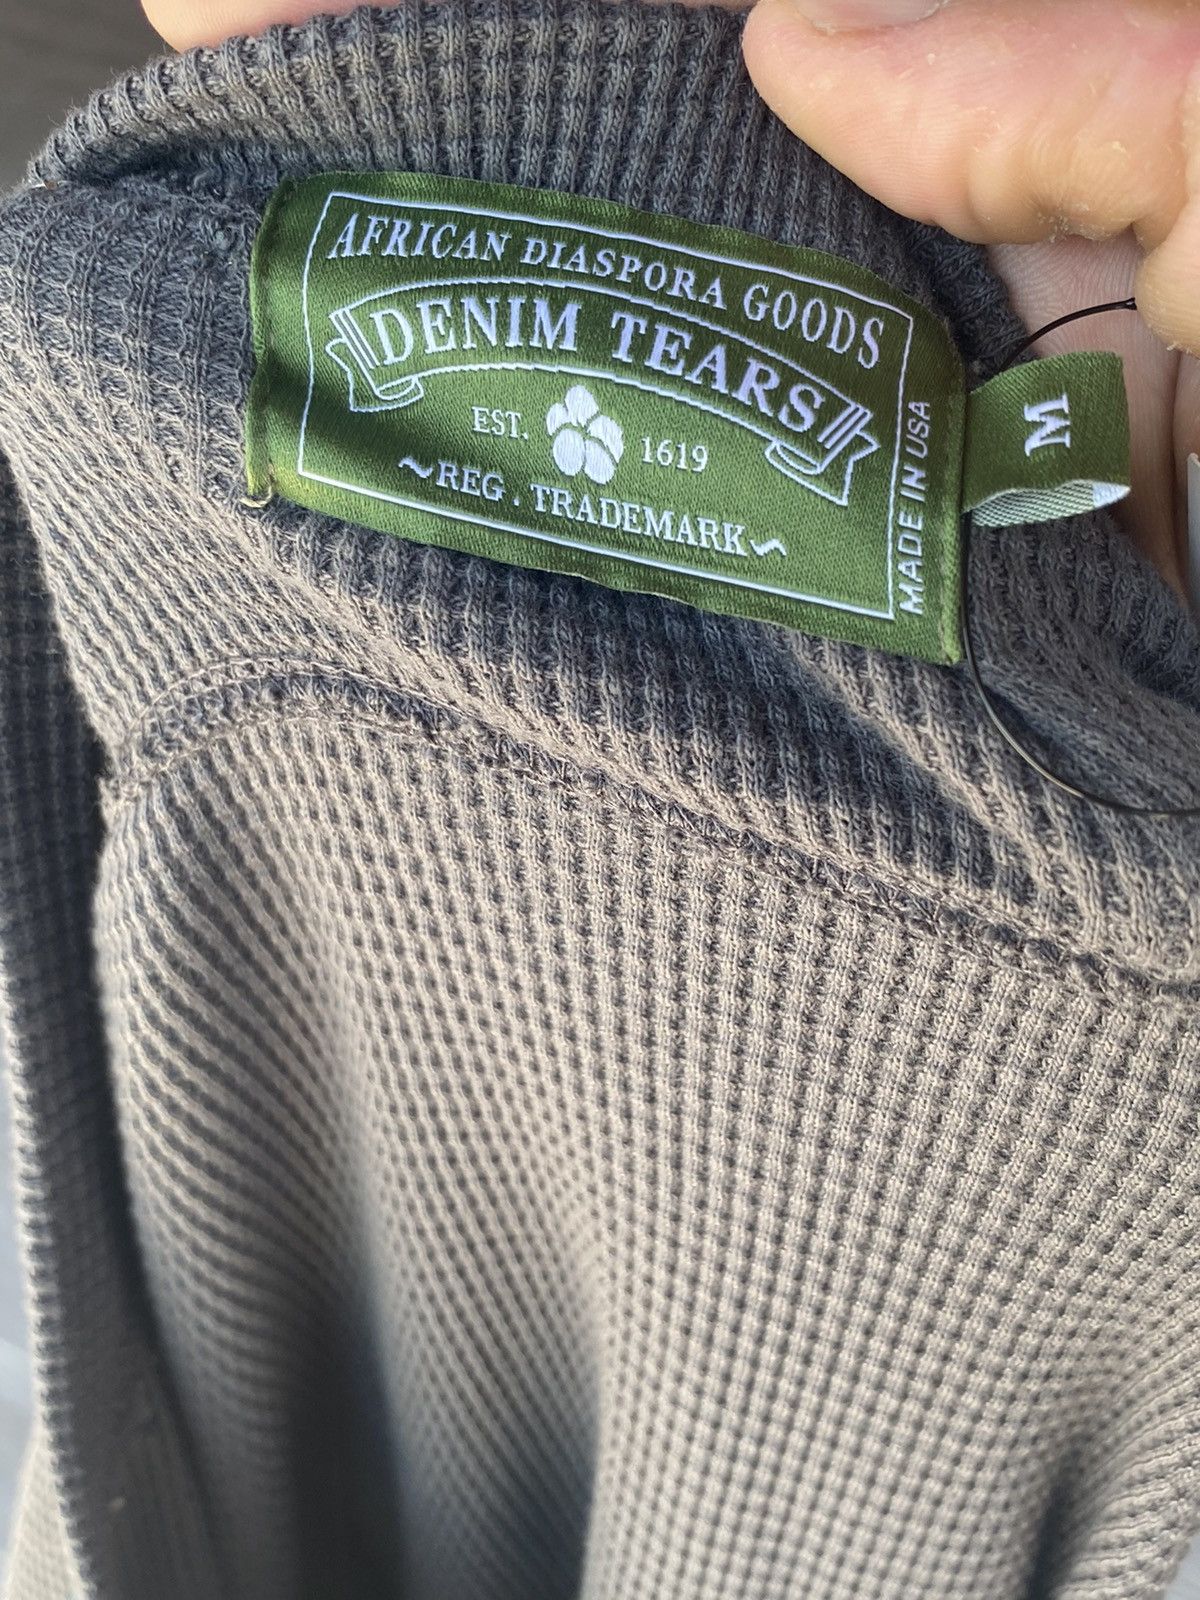 AFRICAN DIASPORA GOODS
DENIM TEARS
EST. 1619
~REG. TRADEMARK~
MADE IN USA
M